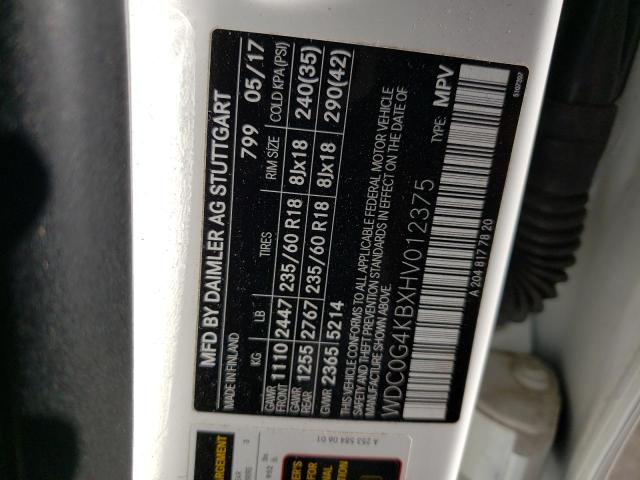 MFD BY DAIMLER AG STUTTGART
MADE IN FINLAND 799 05/17
KG LB TIRES RIM SIZE COLD KPA (PSI)
GAWR FRONT 1110 2447 235/60 R18 8Jx18 240(35)
GAWR REAR 1255 2767 235/60 R18 8Jx18 290(42)
GWR 2365 5214
THIS VEHICLE CONFORMS TO ALL APPLICABLE FEDERAL MOTOR VEHICLE
SAFETY AND THEFT PREVENTION STANDARDS IN EFFECT ON THE DATE OF
MANUFACTURE SHOWN ABOVE.
WDC0G4KBXHV012375 TYPE: MPV
A 204 817 78 20
A 253 584 06 01